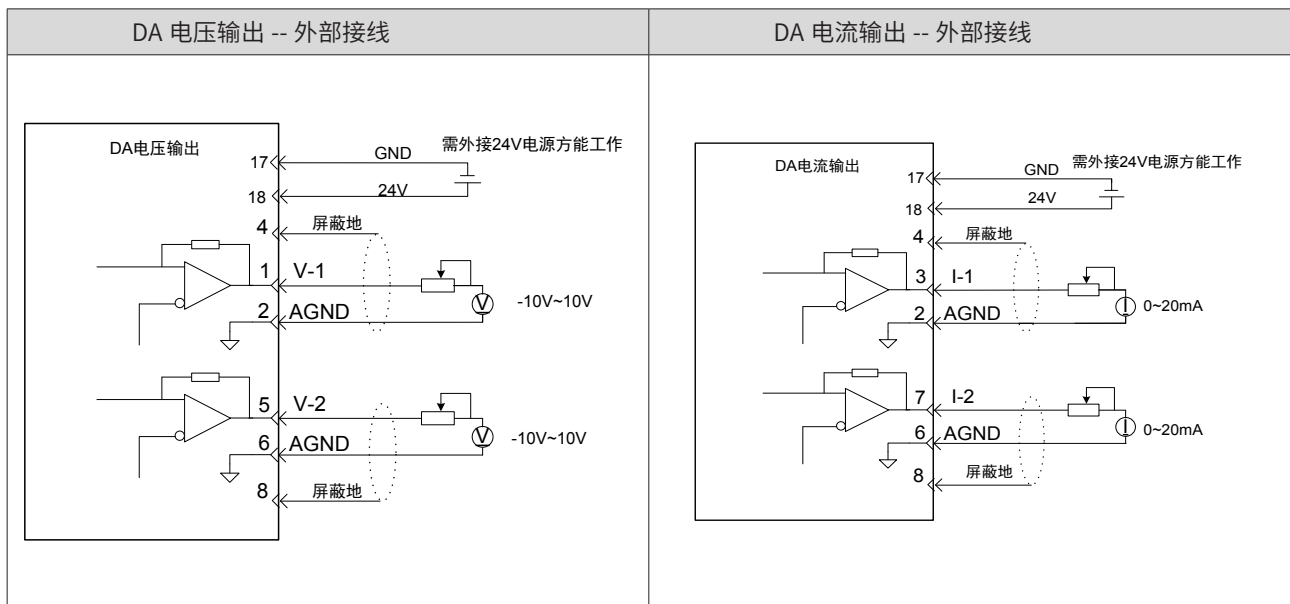 DA 电压输出 -- 外部接线
DA电压输出
需外接24V电源方能工作
17
GND
18
24V
4
屏蔽地
1
V-1
V
-10V~10V
2
AGND
5
V-2
V
-10V~10V
6
AGND
8
屏蔽地
DA 电流输出 -- 外部接线
DA电流输出
需外接24V电源方能工作
17
GND
18
24V
4
屏蔽地
3
I-1
I
0~20mA
2
AGND
7
I-2
I
0~20mA
6
AGND
8
屏蔽地